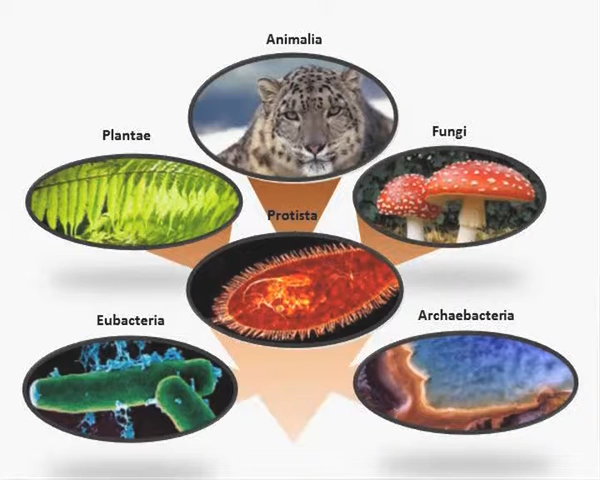 Animalia
Plantae
Fungi
Protista
Eubacteria
Archaebacteria